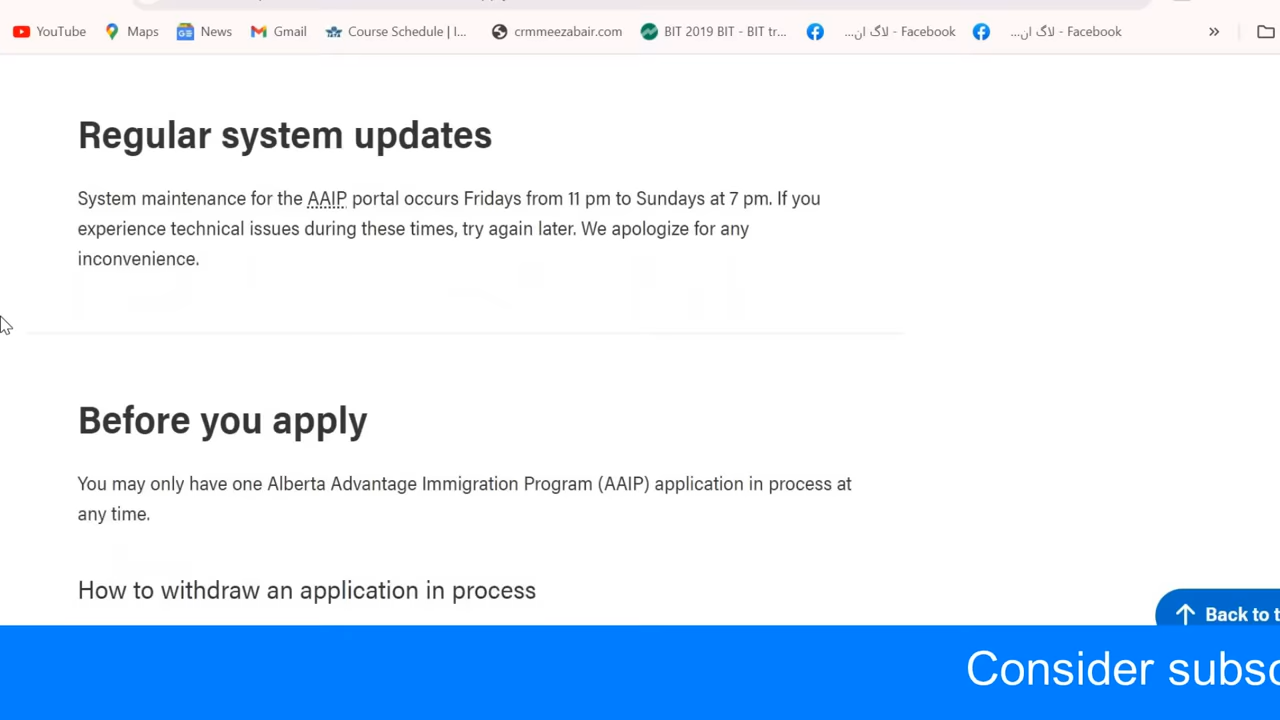 YouTube Maps News Gmail Course Schedule | I... crmmeezabair.com BIT 2019 BIT - BIT tr... ...لاگ ان - Facebook ...لاگ ان - Facebook »
Regular system updates
System maintenance for the AAIP portal occurs Fridays from 11 pm to Sundays at 7 pm. If you
experience technical issues during these times, try again later. We apologize for any
inconvenience.
Before you apply
You may only have one Alberta Advantage Immigration Program (AAIP) application in process at
any time.
How to withdraw an application in process
Back to t
Consider subsc